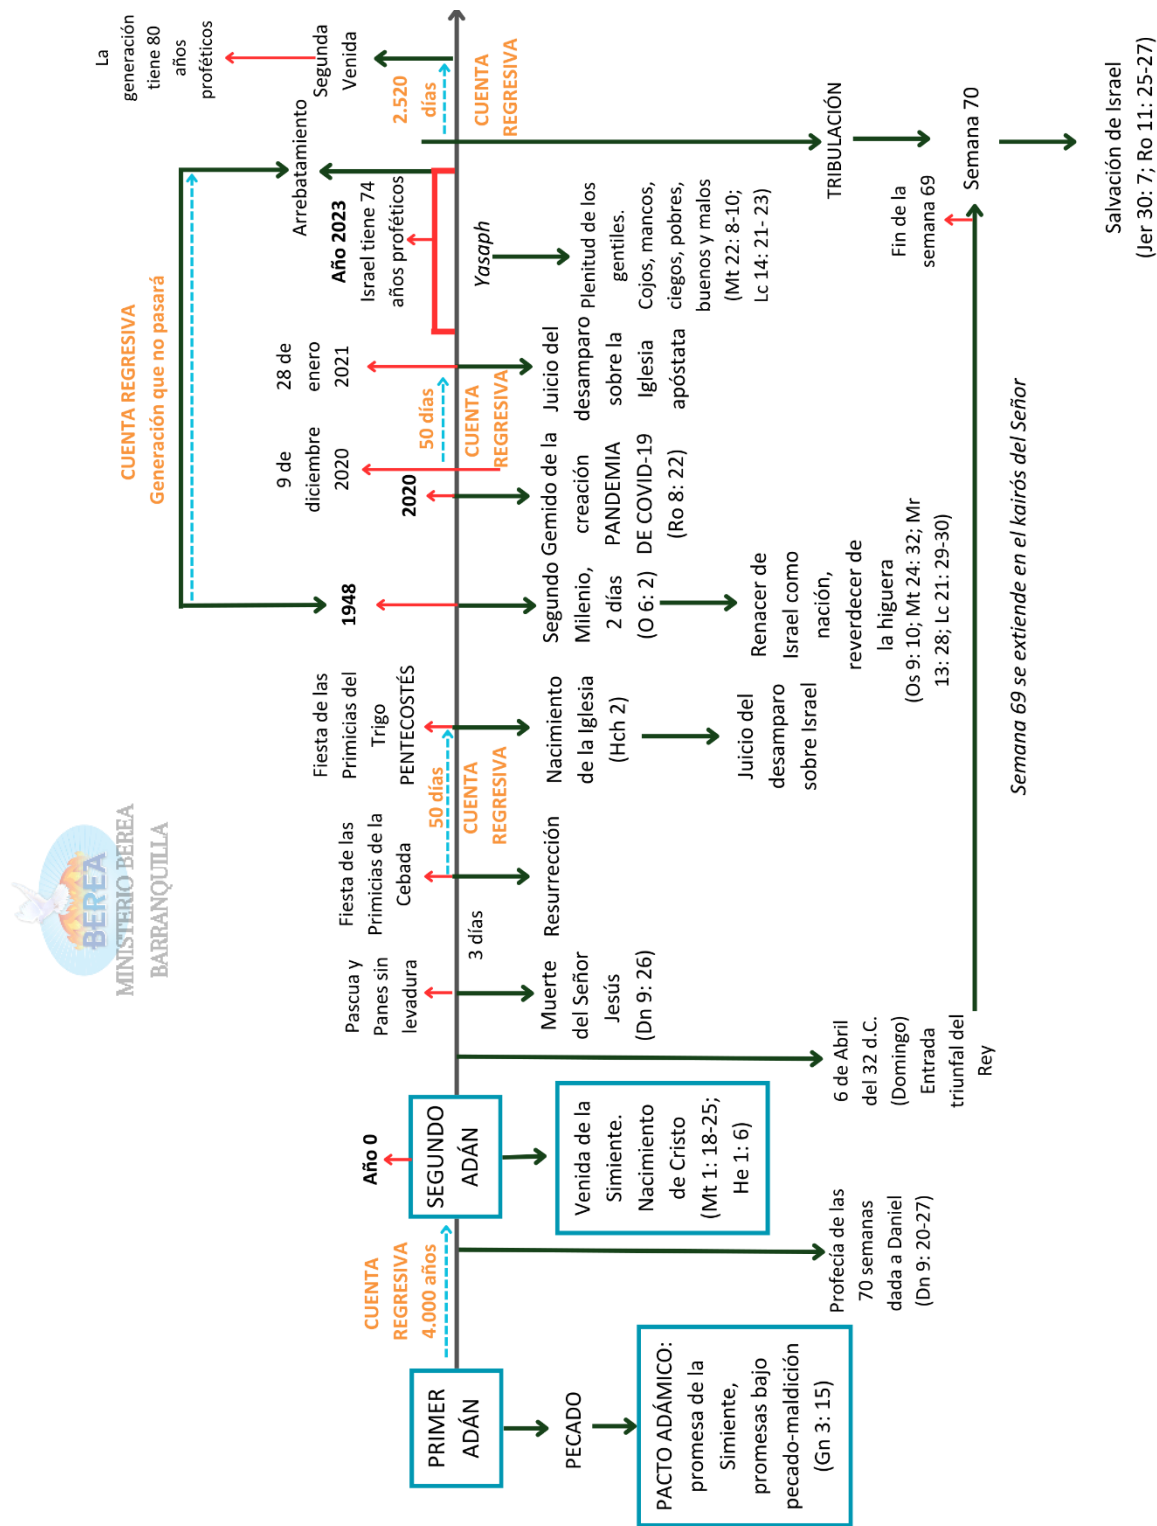 BEREA
MINISTERIO BEREA
BARRANQUILLA
PRIMER
ADÁN
PECADO
PACTO ADÁMICO:
promesa de la
Simiente,
promesas bajo
pecado-maldición
(Gn 3: 15)
CUENTA
REGRESIVA
4.000 años
Profecía de las
70 semanas
dada a Daniel
(Dn 9: 20-27)
Año 0
SEGUNDO
ADÁN
Venida de la
Simiente.
Nacimiento
de Cristo
(Mt 1: 18-25;
He 1: 6)
6 de Abril
del 32 d.C.
(Domingo)
Entrada
triunfal del
Rey
Pascua y
Panes sin
levadura
Muerte
del Señor
Jesús
(Dn 9: 26)
3 días
Fiesta de las
Primicias de la
Cebada
Resurrección
50 días
CUENTA
REGRESIVA
Fiesta de las
Primicias del
Trigo
PENTECOSTÉS
Nacimiento
de la Iglesia
(Hch 2)
Juicio del
desamparo
sobre Israel
CUENTA REGRESIVA
Generación que no pasará
1948
Segundo
Milenio,
2 días
(O 6: 2)
Renacer de
Israel como
nación,
reverdecer de
la higuera
(Os 9: 10; Mt 24: 32; Mr
13: 28; Lc 21: 29-30)
2020
Gemido de la
creación
PANDEMIA
DE COVID-19
(Ro 8: 22)
9 de
diciembre
2020
50 días
CUENTA
REGRESIVA
28 de
enero
2021
Juicio del
desamparo
sobre la
Iglesia
apóstata
Año 2023
Israel tiene 74
años proféticos
Yasaph
Plenitud de los
gentiles.
Cojos, mancos,
ciegos, pobres,
buenos y malos
(Mt 22: 8-10;
Lc 14: 21- 23)
Arrebatamiento
2.520
días
CUENTA
REGRESIVA
Segunda
Venida
La
generación
tiene 80
años
proféticos
TRIBULACIÓN
Fin de la
semana 69
Semana 70
Salvación de Israel
(Jer 30: 7; Ro 11: 25-27)
Semana 69 se extiende en el kairós del Señor